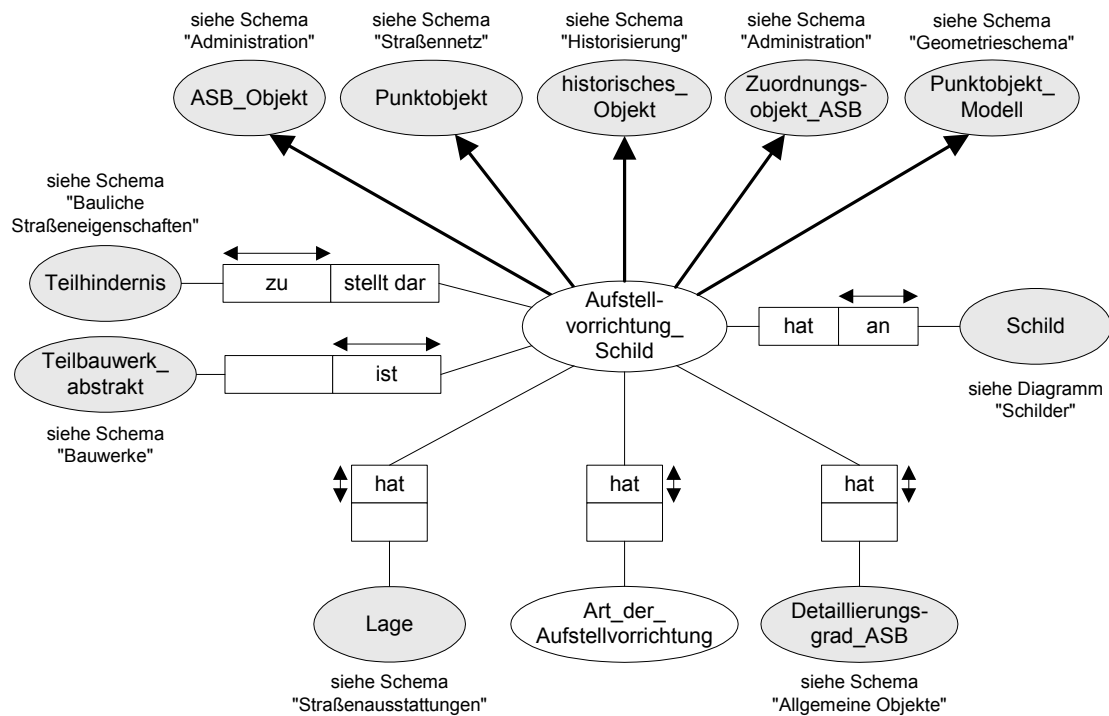 siehe Schema
"Administration"
siehe Schema
"Straßennetz"
siehe Schema
"Historisierung"
siehe Schema
"Administration"
siehe Schema
"Geometrieschema"
ASB_Objekt
Punktobjekt
historisches_
Objekt
Zuordnungs-
objekt_ASB
Punktobjekt_
Modell
siehe Schema
"Bauliche
Straßeneigenschaften"
Teilhindernis
zu
stellt dar
Aufstell-
vorrichtung_
Schild
hat
an
Schild
siehe Diagramm
"Schilder"
Teilbauwerk_
abstrakt
ist
siehe Schema
"Bauwerke"
hat
hat
hat
Lage
Art_der_
Aufstellvorrichtung
Detaillierungs-
grad_ASB
siehe Schema
"Straßenausstattungen"
siehe Schema
"Allgemeine Objekte"